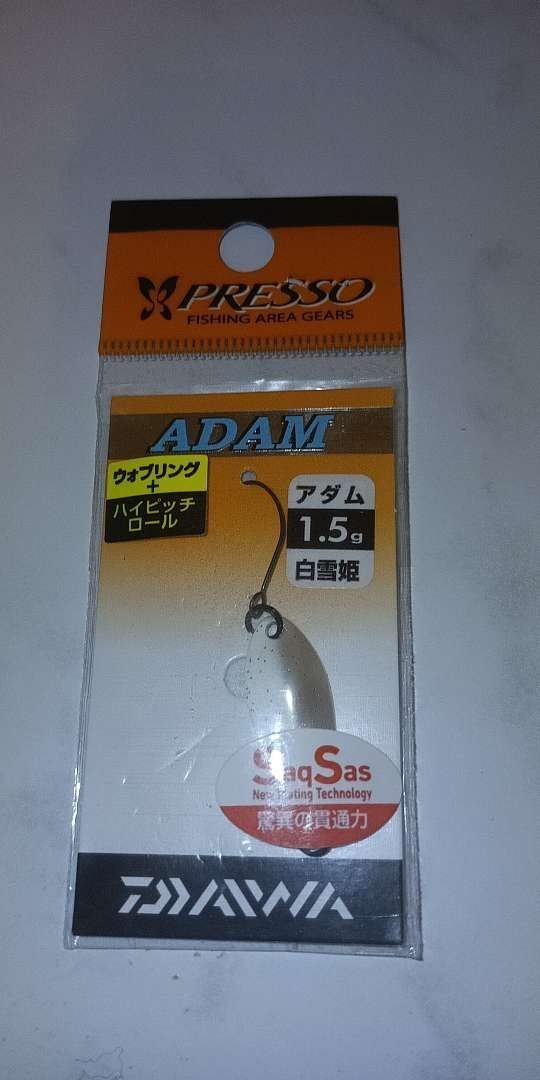 PRESSO
FISHING AREA GEARS
ADAM
ウォブリング
+
ハイピッチ
ロール
アダム
1.5g
白雪姫
SaqSas
New Plating Technology
驚異の貫通力
DAIWA